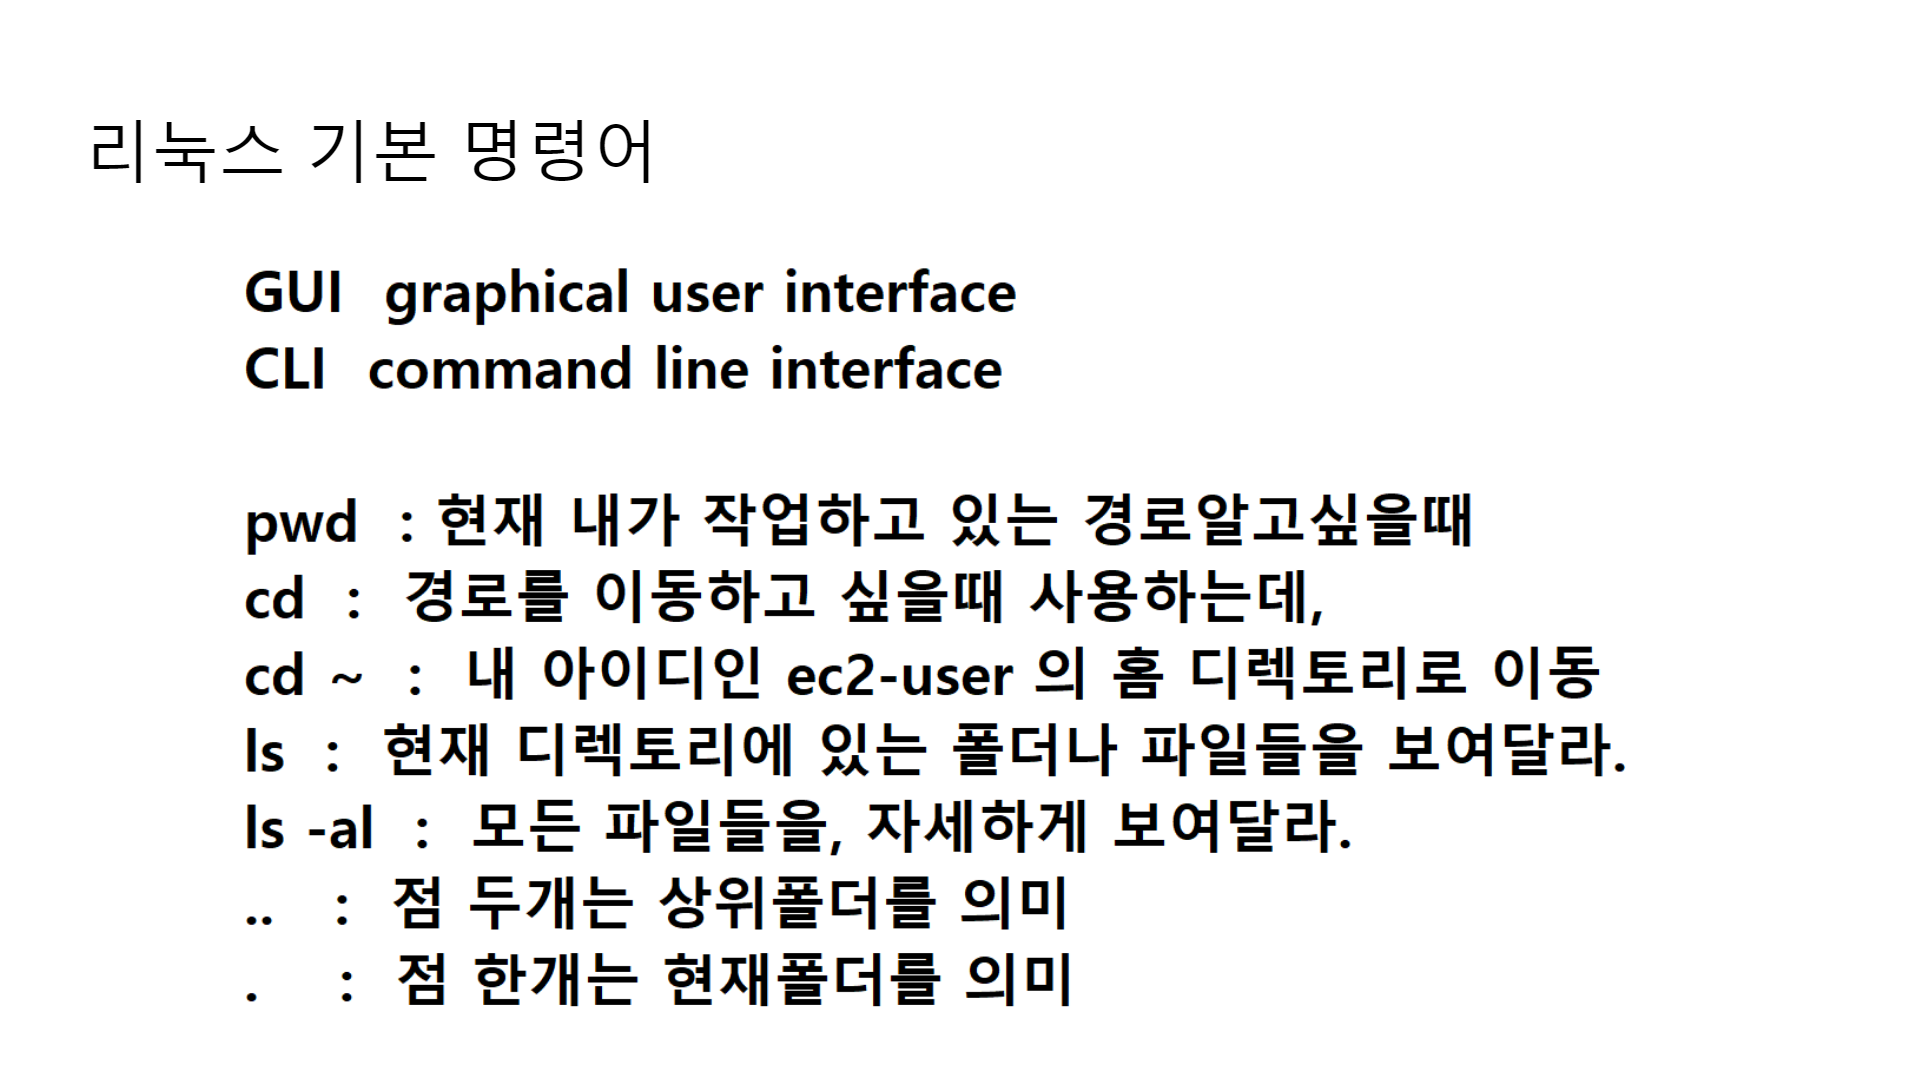 리눅스 기본 명령어
GUI  graphical user interface
CLI  command line interface
pwd  : 현재 내가 작업하고 있는 경로알고싶을때
cd  :  경로를 이동하고 싶을때 사용하는데,
cd ~  :  내 아이디인 ec2-user 의 홈 디렉토리로 이동
ls  :  현재 디렉토리에 있는 폴더나 파일들을 보여달라.
ls -al  :  모든 파일들을, 자세하게 보여달라.
..   :  점 두개는 상위폴더를 의미
.    :  점 한개는 현재폴더를 의미